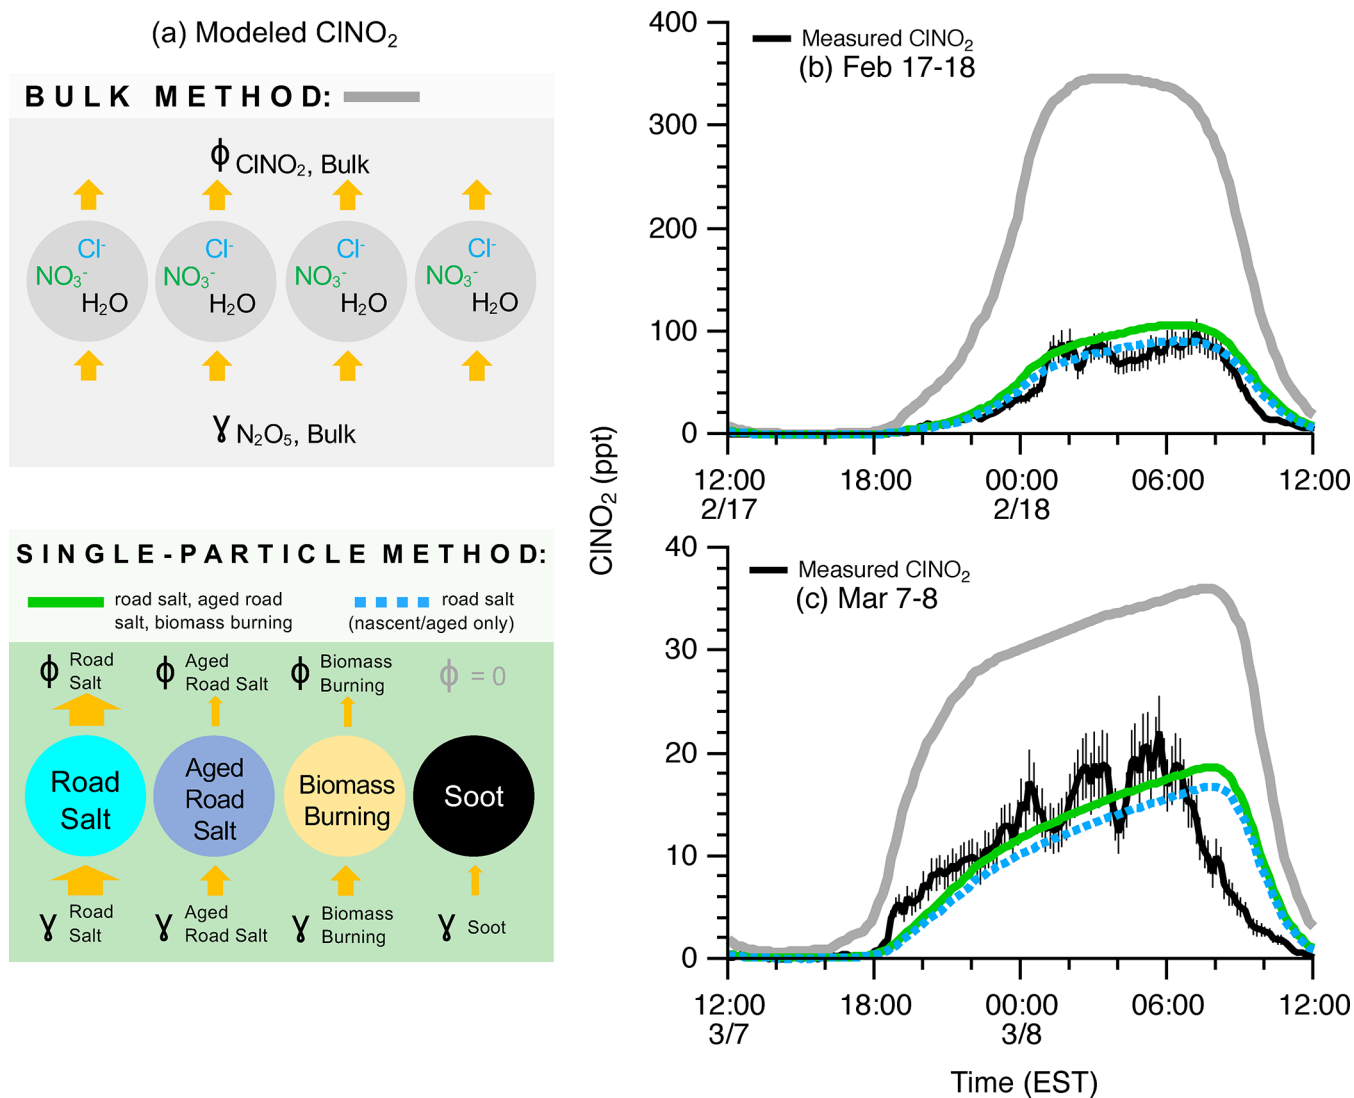 (a) Modeled ClNO₂
BULK METHOD:
ϕ ClNO₂, Bulk
Cl⁻ Cl⁻ Cl⁻ Cl⁻
NO₃⁻ NO₃⁻ NO₃⁻ NO₃⁻
H₂O H₂O H₂O H₂O
γ N₂O₅, Bulk
SINGLE-PARTICLE METHOD:
road salt, aged road
salt, biomass burning
road salt
(nascent/aged only)
ϕ Road
Salt
ϕ Aged
Road Salt
ϕ Biomass
Burning
ϕ = 0
Road
Salt
Aged
Road
Salt
Biomass
Burning
Soot
γ Road
Salt
γ Aged
Road Salt
γ Biomass
Burning
γ Soot
ClNO₂ (ppt)
400
300
200
100
0
Measured ClNO₂
(b) Feb 17-18
12:00 18:00 00:00 06:00 12:00
2/17 2/18
40
30
20
10
0
Measured ClNO₂
(c) Mar 7-8
12:00 18:00 00:00 06:00 12:00
3/7 3/8
Time (EST)